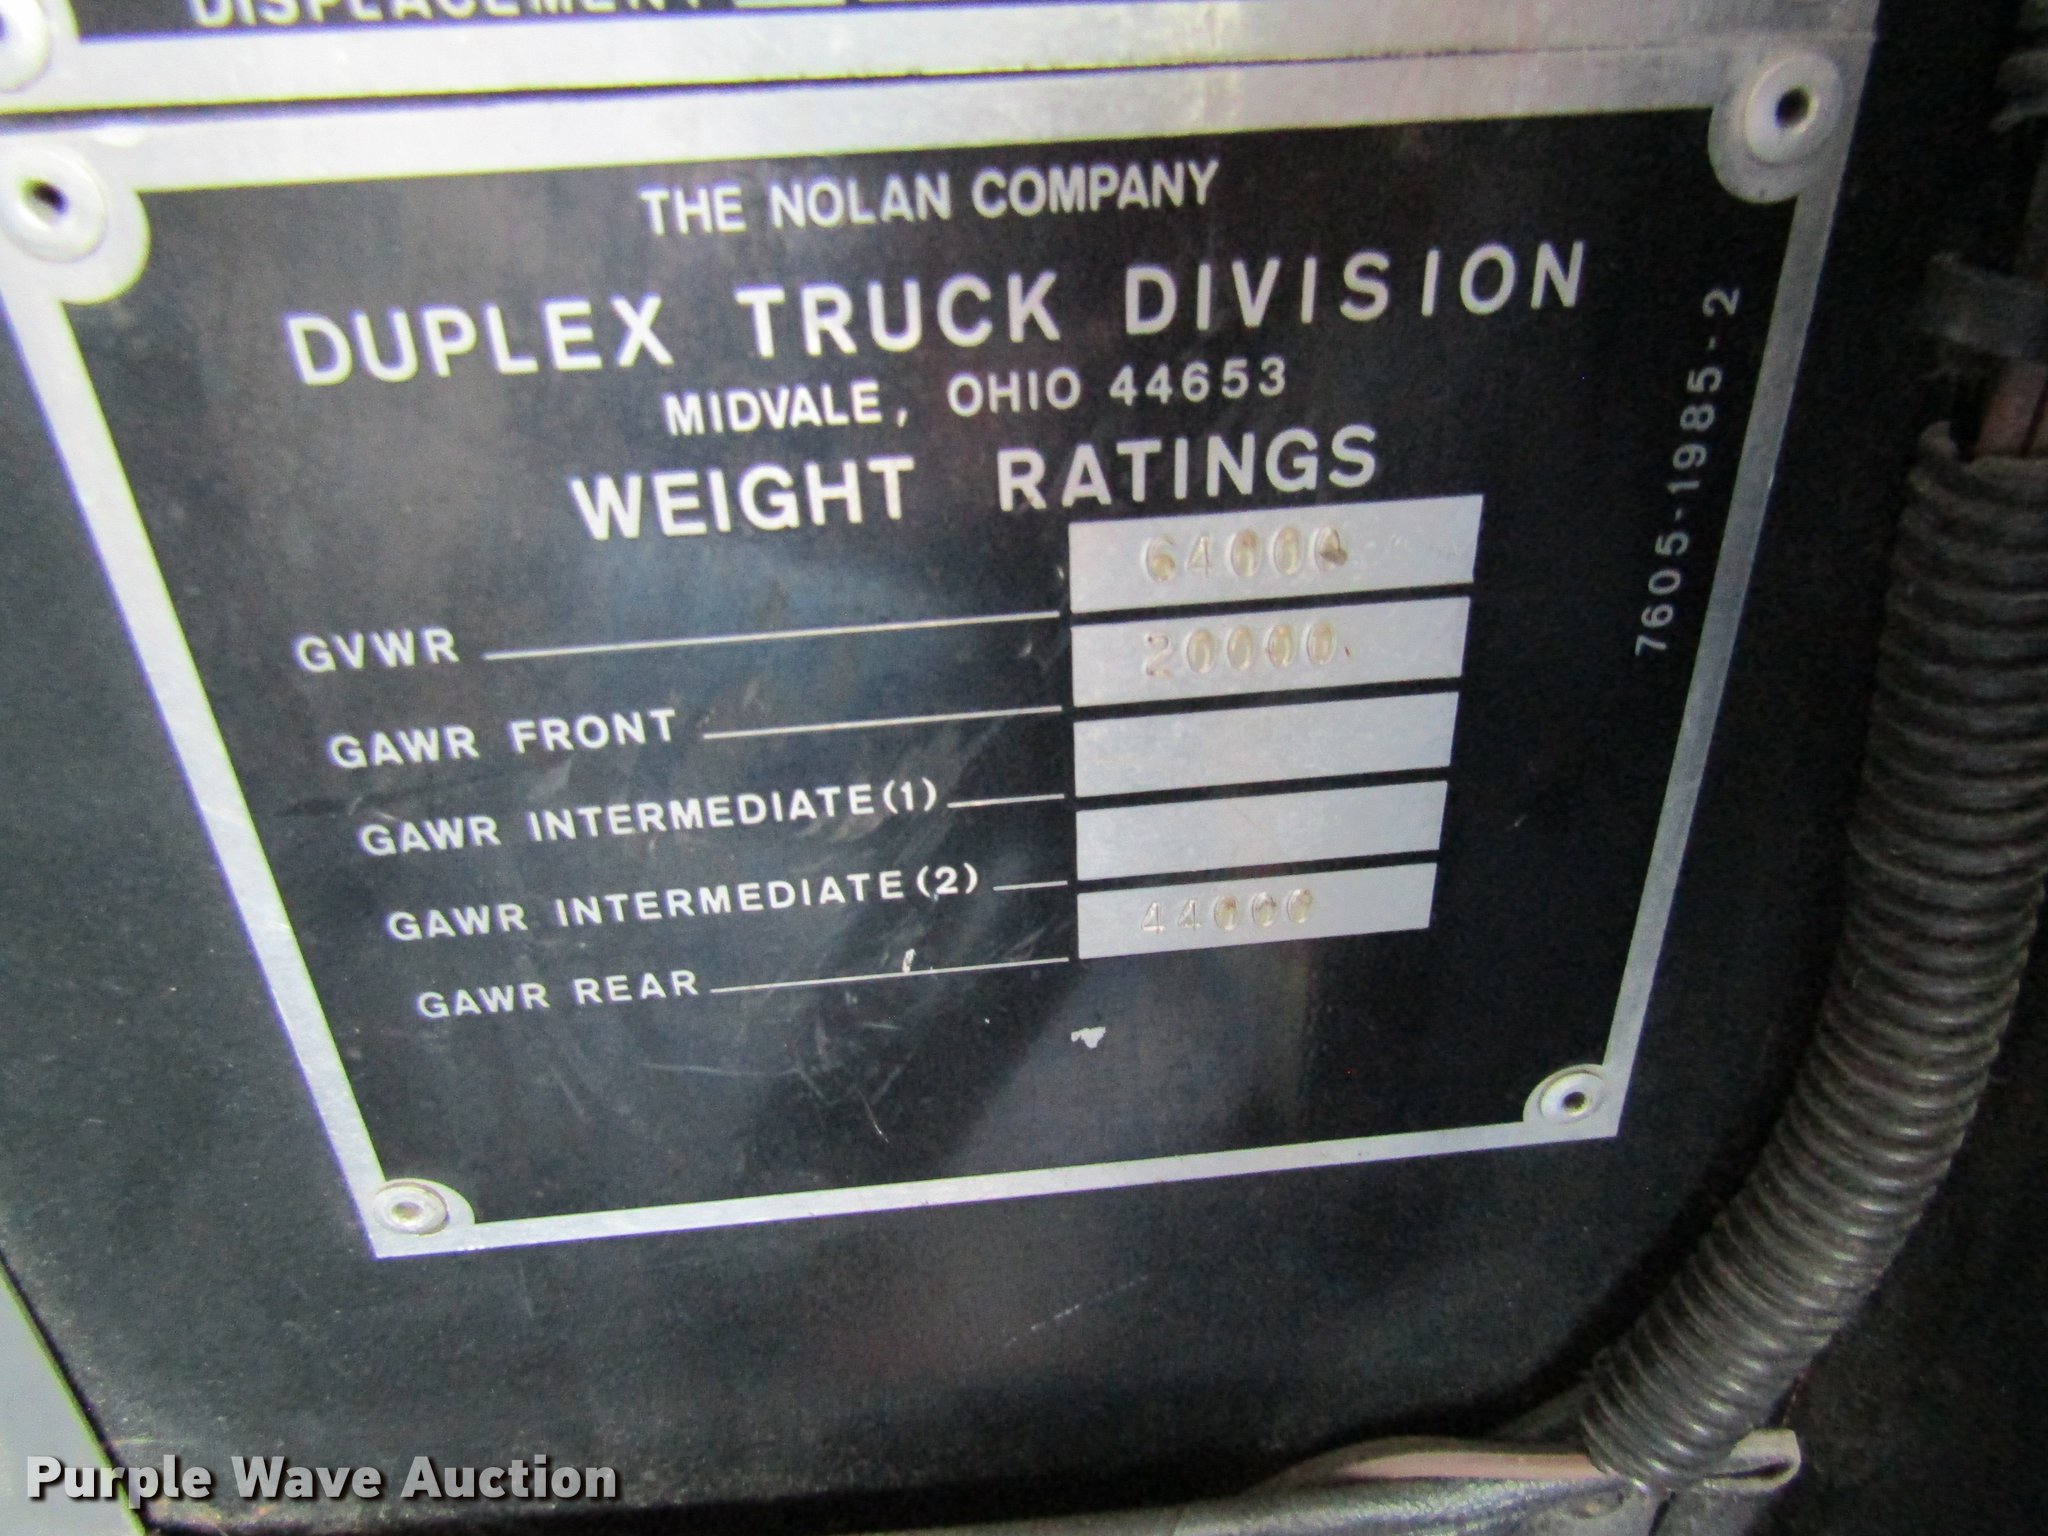 DISPLACEMENT
THE NOLAN COMPANY
DUPLEX TRUCK DIVISION
MIDVALE, OHIO 44653
WEIGHT RATINGS
GVWR 64000
GAWR FRONT 20000
GAWR INTERMEDIATE (1)
GAWR INTERMEDIATE (2)
GAWR REAR 44000
7605-1985-2
Purple Wave Auction